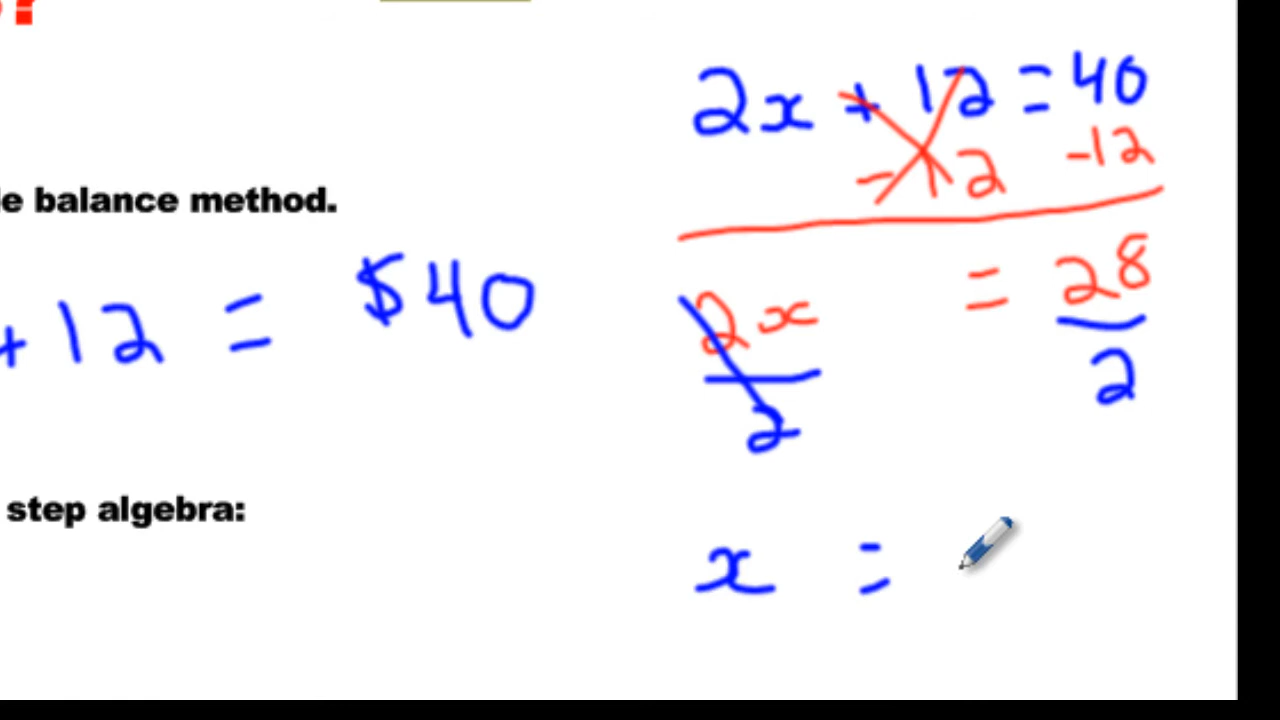 ?
2x + 12 = 40
- 12 -12
e balance method.
+ 12 = $40
2x = 28
2 2
step algebra:
x =